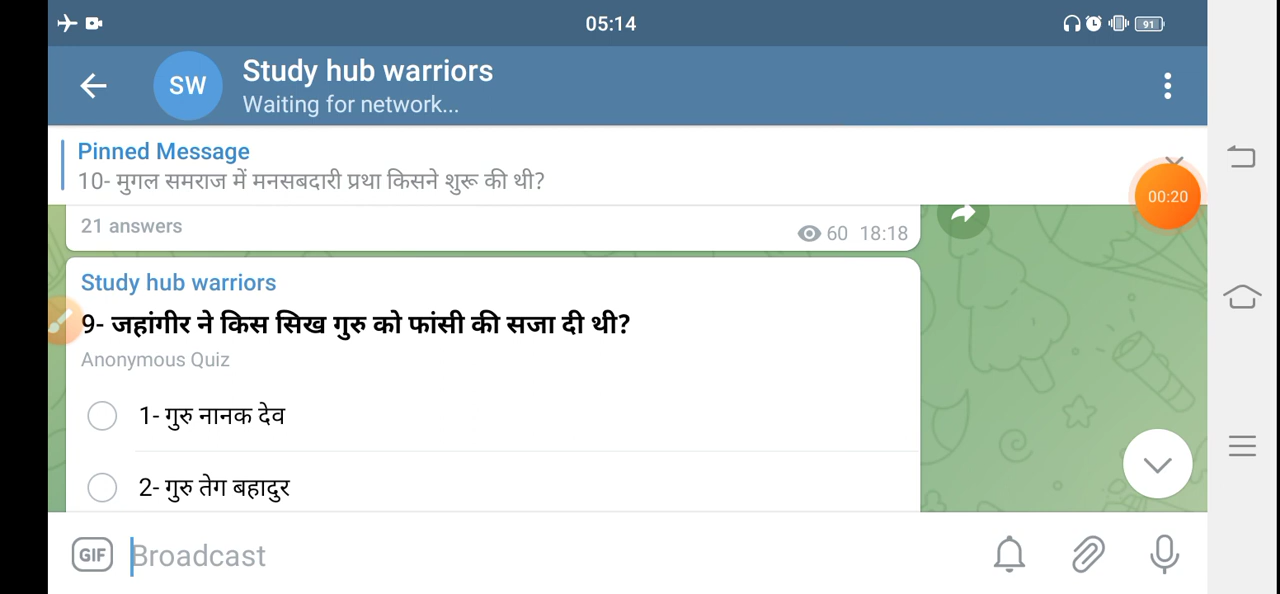 05:14
91
SW
Study hub warriors
Waiting for network...
Pinned Message
10- मुगल समराज में मनसबदारी प्रथा किसने शुरू की थी?
00:20
21 answers
60 18:18
Study hub warriors
9- जहांगीर ने किस सिख गुरु को फांसी की सजा दी थी?
Anonymous Quiz
1- गुरु नानक देव
2- गुरु तेग बहादुर
GIF
Broadcast